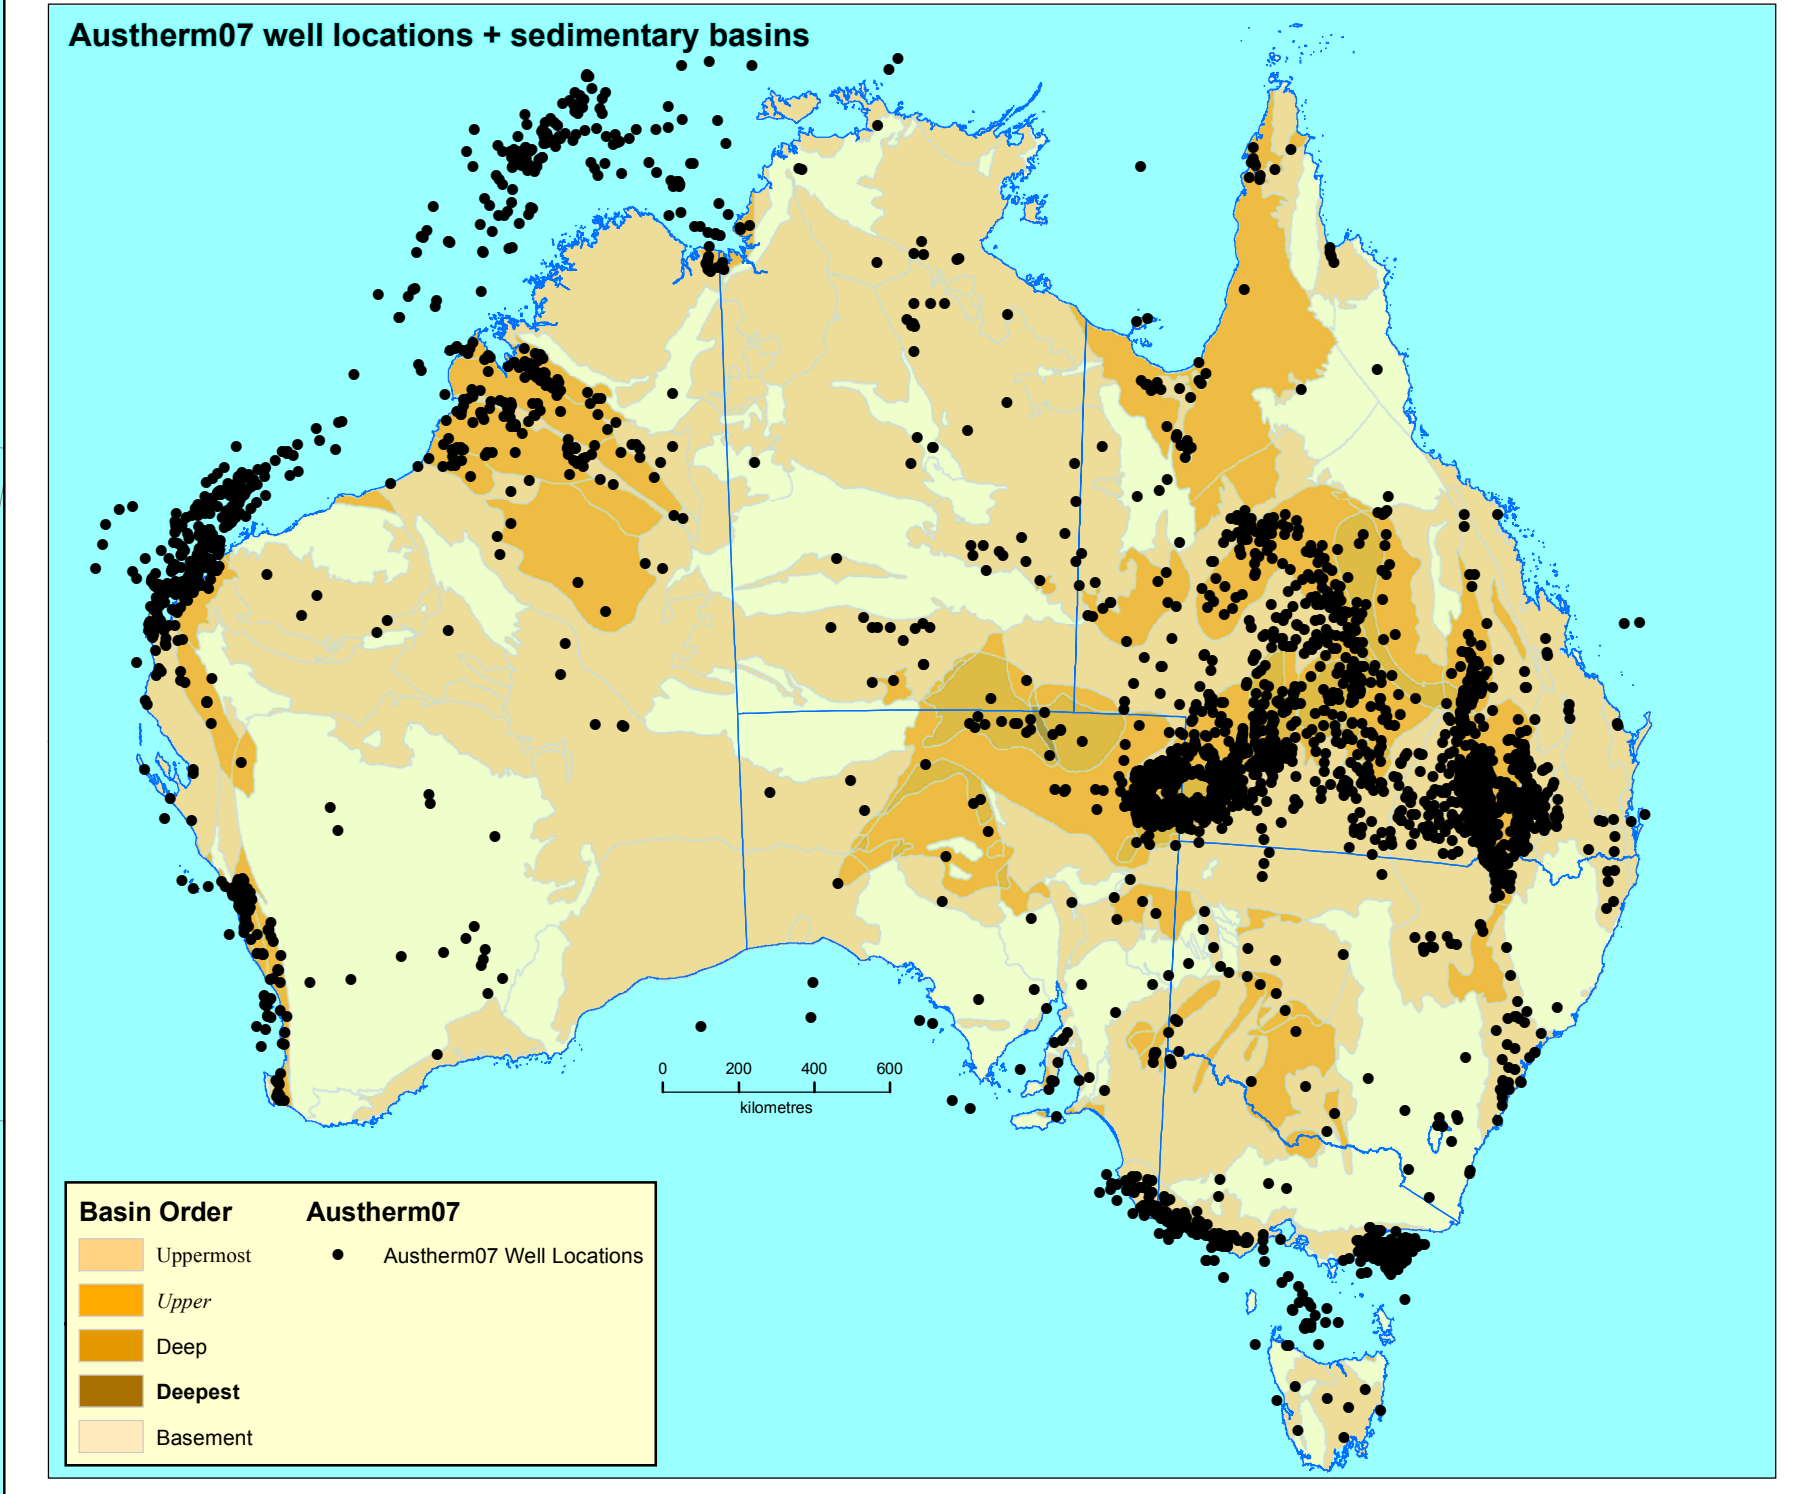 Austherm07 well locations + sedimentary basins
0 200 400 600
kilometres
Basin Order Austherm07
Uppermost Austherm07 Well Locations
Upper
Deep
Deepest
Basement